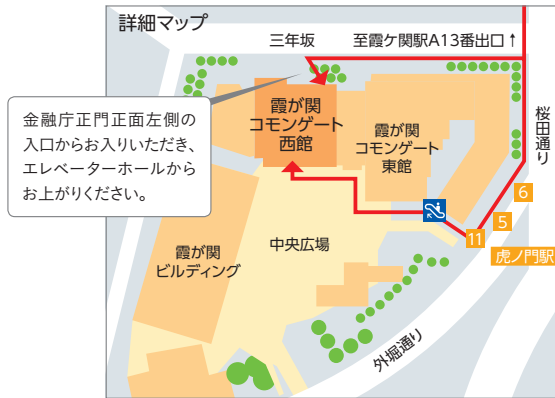 詳細マップ
三年坂
至霞ケ関駅A13番出口↑
金融庁正門正面左側の
入口からお入りいただき、
エレベーターホールから
お上がりください。
霞が関
コモンゲート
西館
霞が関
コモンゲート
東館
桜田通り
6
5
11
虎ノ門駅
中央広場
霞が関
ビルディング
外堀通り